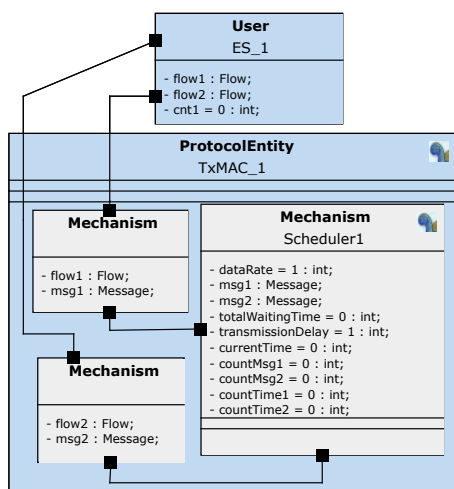 User
ES_1
- flow1 : Flow;
- flow2 : Flow;
- cnt1 = 0 : int;
ProtocolEntity
TxMAC_1
Mechanism
- flow1 : Flow;
- msg1 : Message;
Mechanism
Scheduler1
- dataRate = 1 : int;
- msg1 : Message;
- msg2 : Message;
- totalWaitingTime = 0 : int;
- transmissionDelay = 1 : int;
- currentTime = 0 : int;
- countMsg1 = 0 : int;
- countMsg2 = 0 : int;
- countTime1 = 0 : int;
- countTime2 = 0 : int;
Mechanism
- flow2 : Flow;
- msg2 : Message;